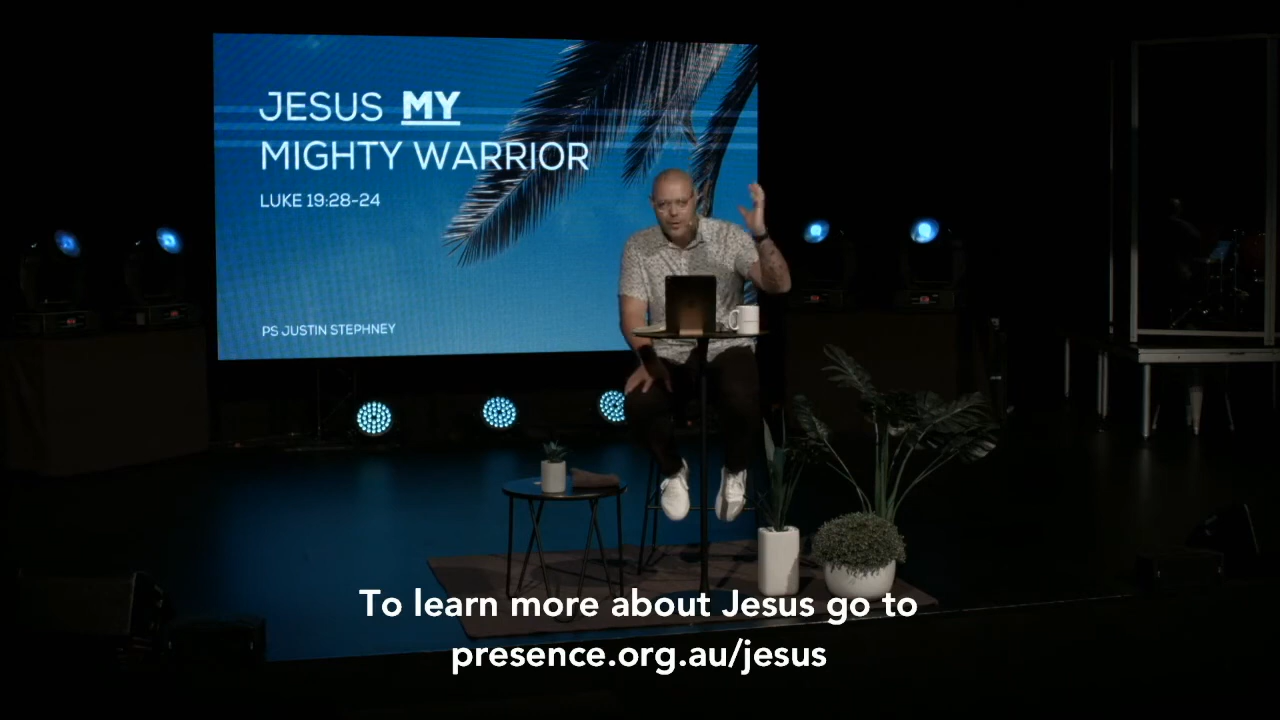 JESUS MY
MIGHTY WARRIOR
LUKE 19:28-24
PS JUSTIN STEPHNEY
To learn more about Jesus go to
presence.org.au/jesus